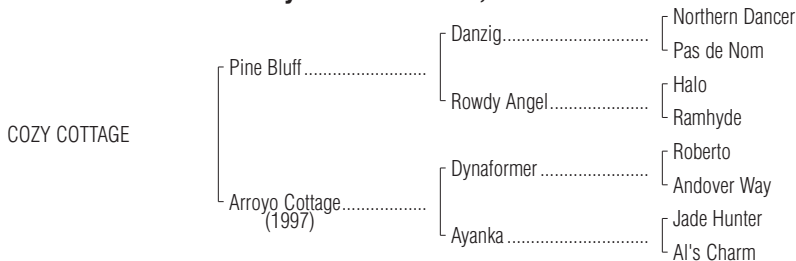 Northern Dancer
Danzig
Pas de Nom
Pine Bluff
Halo
Rowdy Angel
Ramhyde
COZY COTTAGE
Roberto
Dynaformer
Andover Way
Arroyo Cottage
(1997)
Jade Hunter
Ayanka
Al's Charm